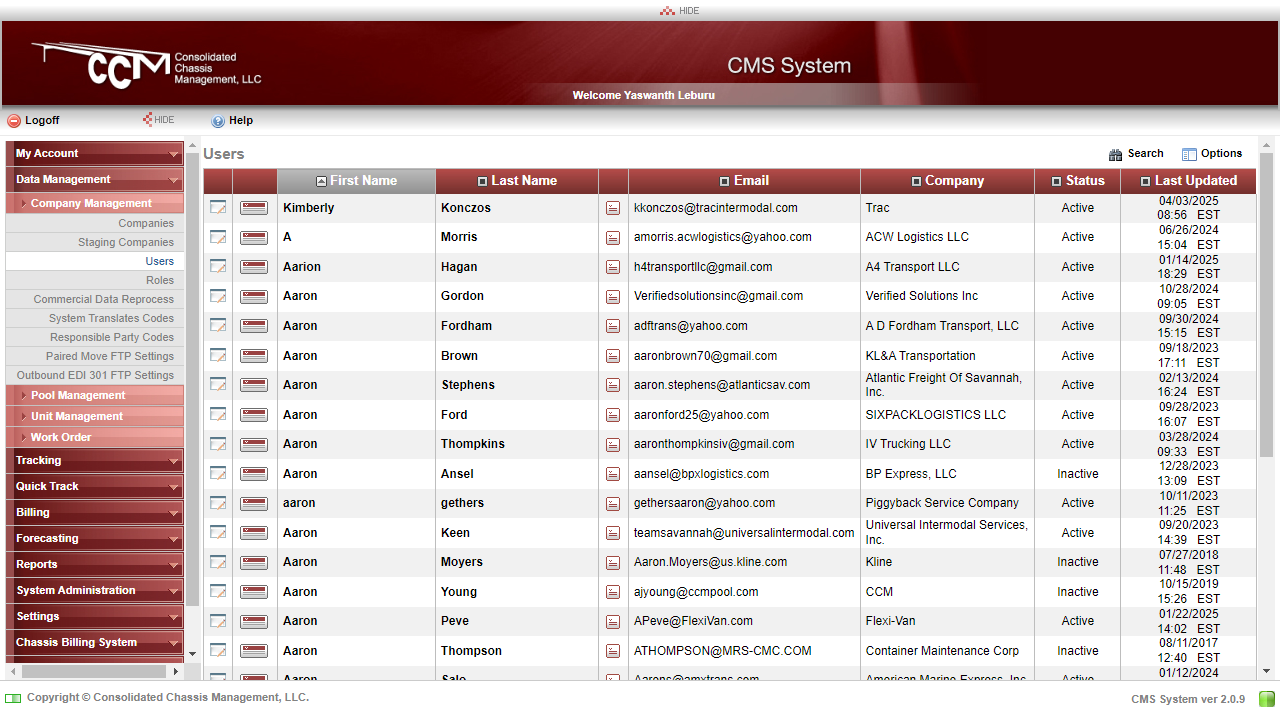 HIDE
CCM Consolidated
Chassis
Management, LLC
CMS System
Welcome Yaswanth Leburu
Logoff HIDE Help
My Account
Data Management
Company Management
Companies
Staging Companies
Users
Roles
Commercial Data Reprocess
System Translates Codes
Responsible Party Codes
Paired Move FTP Settings
Outbound EDI 301 FTP Settings
Pool Management
Unit Management
Work Order
Tracking
Quick Track
Billing
Forecasting
Reports
System Administration
Settings
Chassis Billing System
Users Search Options
First Name Last Name Email Company Status Last Updated
Kimberly Konczos kkonczos@tracintermodal.com Trac Active 04/03/2025 08:56 EST
A Morris amorris.acwlogistics@yahoo.com ACW Logistics LLC Active 06/26/2024 15:04 EST
Aarion Hagan h4transportllc@gmail.com A4 Transport LLC Active 01/14/2025 18:29 EST
Aaron Gordon Verifiedsolutionsinc@gmail.com Verified Solutions Inc Active 10/28/2024 09:05 EST
Aaron Fordham adftrans@yahoo.com A D Fordham Transport, LLC Active 09/30/2024 15:15 EST
Aaron Brown aaronbrown70@gmail.com KL&A Transportation Active 09/18/2023 17:11 EST
Aaron Stephens aaron.stephens@atlanticsav.com Atlantic Freight Of Savannah, Inc. Active 02/13/2024 16:24 EST
Aaron Ford aaronford25@yahoo.com SIXPACKLOGISTICS LLC Active 09/28/2023 16:07 EST
Aaron Thompkins aaronthompkinsiv@gmail.com IV Trucking LLC Active 03/28/2024 09:33 EST
Aaron Ansel aansel@bpxlogistics.com BP Express, LLC Inactive 12/28/2023 13:09 EST
aaron gethers gethersaaron@yahoo.com Piggyback Service Company Active 10/11/2023 11:25 EST
Aaron Keen teamsavannah@universalintermodal.com Universal Intermodal Services, Inc. Active 09/20/2023 14:39 EST
Aaron Moyers Aaron.Moyers@us.kline.com Kline Inactive 07/27/2018 11:48 EST
Aaron Young ajyoung@ccmpool.com CCM Inactive 10/15/2019 15:26 EST
Aaron Peve APeve@FlexiVan.com Flexi-Van Active 01/22/2025 14:02 EST
Aaron Thompson ATHOMPSON@MRS-CMC.COM Container Maintenance Corp Inactive 08/11/2017 12:40 EST
Aaron Salo Aarons@amxtrans.com American Marine Express, Inc Active 01/12/2024
Copyright © Consolidated Chassis Management, LLC. CMS System ver 2.0.9